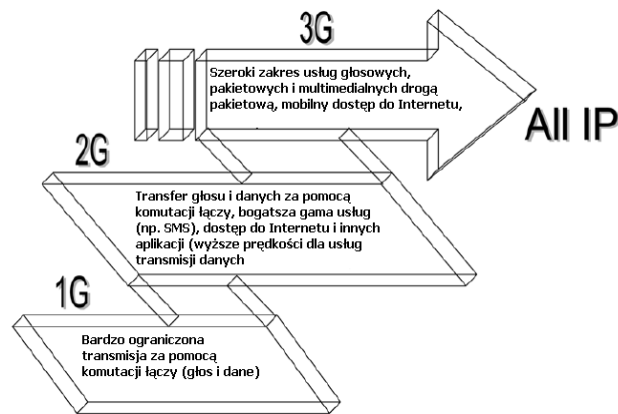 3G
Szeroki zakres usług głosowych,
pakietowych i multimedialnych drogą
pakietową, mobilny dostęp do Internetu,
All IP
2G
Transfer głosu i danych za pomocą
komutacji łączy, bogatsza gama usług
(np. SMS), dostęp do Internetu i innych
aplikacji (wyższe prędkości dla usług
transmisji danych
1G
Bardzo ograniczona
transmisja za pomocą
komutacji łączy (głos i dane)